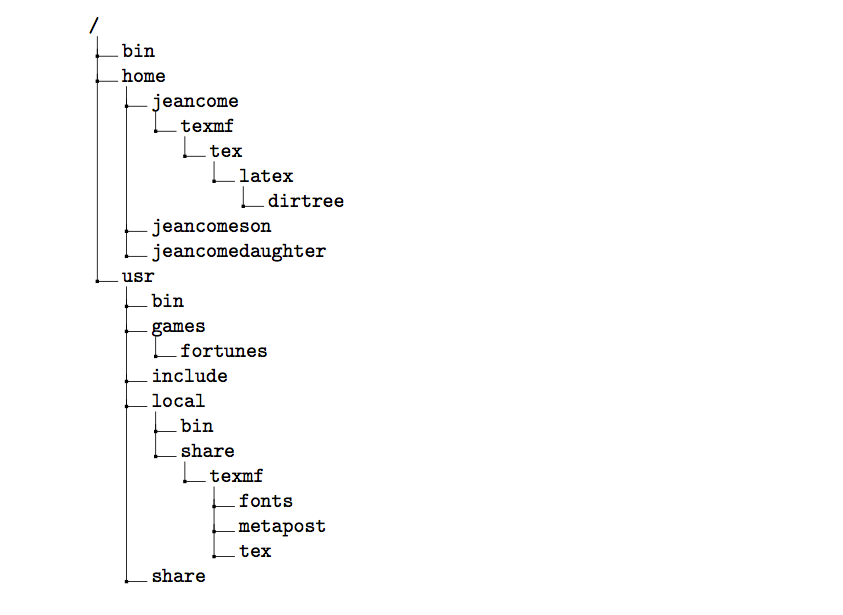 /
bin
home
jeancome
texmf
tex
latex
dirtree
jeancomeson
jeancomedaughter
usr
bin
games
fortunes
include
local
bin
share
texmf
fonts
metapost
tex
share